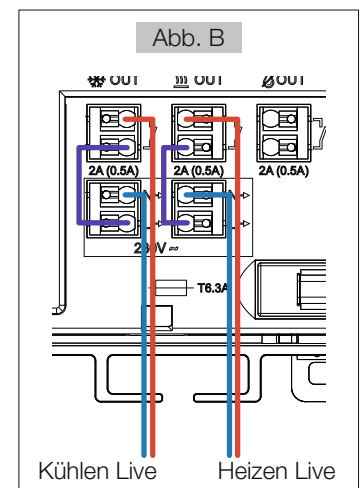 Abb. B
OUT OUT OUT
2A (0.5A) 2A (0.5A) 2A (0.5A)
230V
T6.3A
Kühlen Live Heizen Live